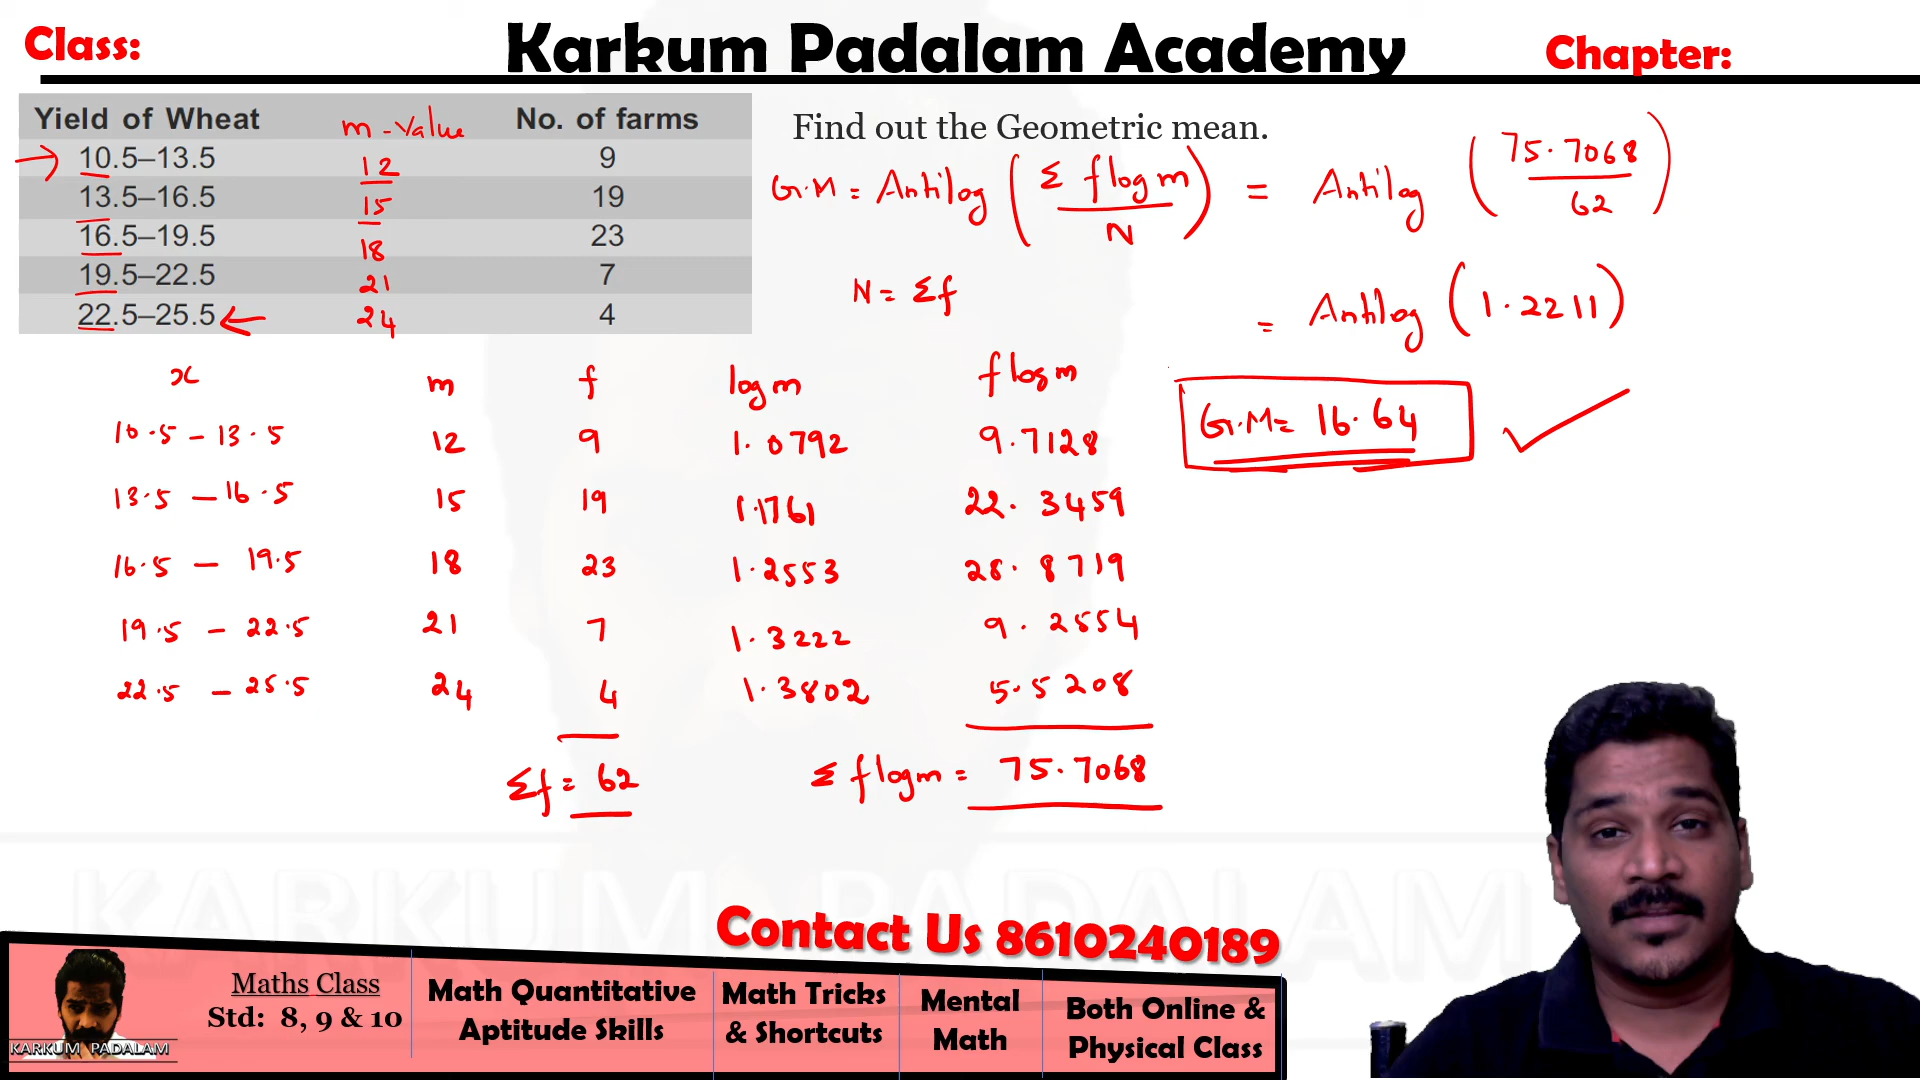 Class:
Karkum Padalam Academy
Chapter:
Yield of Wheat m - Value No. of farms
10.5–13.5 12 9
13.5–16.5 15 19
16.5–19.5 18 23
19.5–22.5 21 7
22.5–25.5 24 4
Find out the Geometric mean.
G.M = Antilog ( Σ f log m / N ) = Antilog ( 75.7068 / 62 )
N = Σf
= Antilog ( 1.2211 )
G.M = 16.64
x m f log m f log m
10.5 – 13.5 12 9 1.0792 9.7128
13.5 – 16.5 15 19 1.1761 22.3459
16.5 – 19.5 18 23 1.2553 28.8719
19.5 – 22.5 21 7 1.3222 9.2554
22.5 – 25.5 24 4 1.3802 5.5208
Σf = 62 Σ f log m = 75.7068
KARKUM PADALAM
Contact Us 8610240189
KARKUM PADALAM
Maths Class
Std: 8, 9 & 10
Math Quantitative
Aptitude Skills
Math Tricks
& Shortcuts
Mental
Math
Both Online &
Physical Class